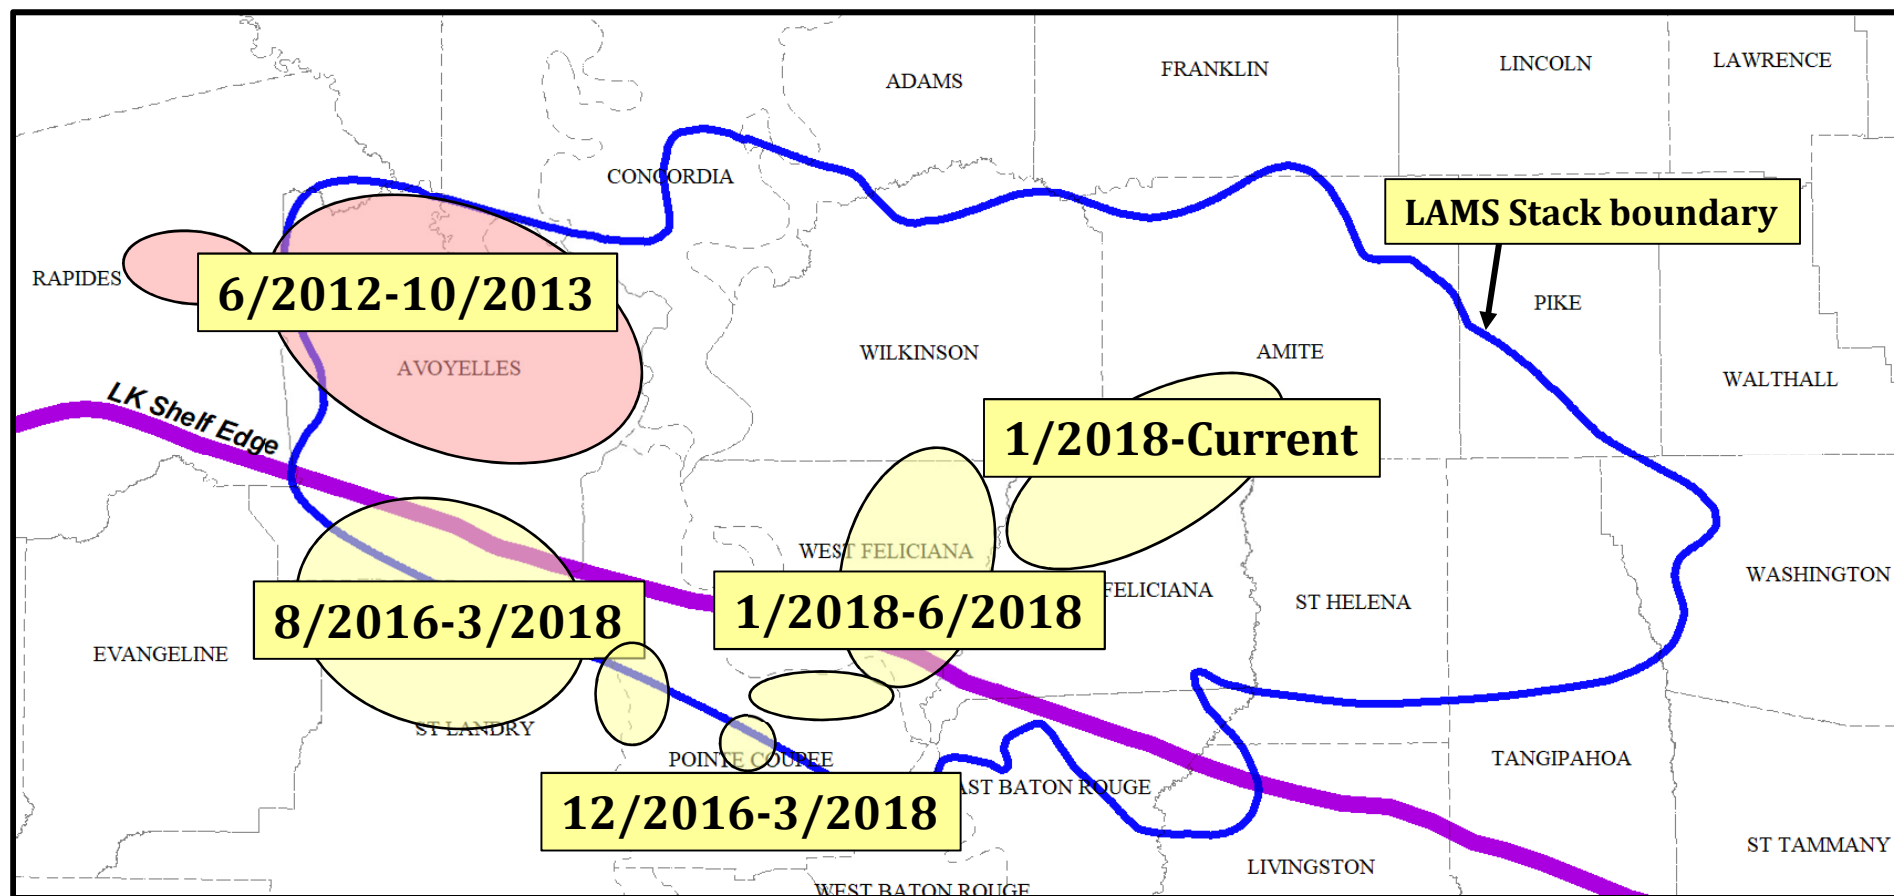 LAWRENCE
LINCOLN
FRANKLIN
ADAMS
CONCORDIA
LAMS Stack boundary
RAPIDES
6/2012-10/2013
PIKE
WILKINSON
AMITE
AVOYELLES
WALTHALL
LK Shelf Edge
1/2018-Current
WEST FELICIANA
WASHINGTON
FELICIANA
ST HELENA
8/2016-3/2018
1/2018-6/2018
EVANGELINE
ST LANDRY
POINTE COUPEE
TANGIPAHOA
AST BATON ROUGE
12/2016-3/2018
ST TAMMANY
LIVINGSTON
WEST BATON ROUGE